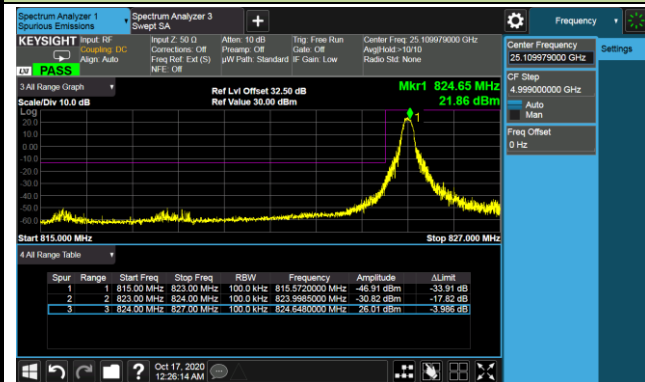 Spectrum Analyzer 1
Spurious Emissions
Spectrum Analyzer 3
Swept SA
Frequency
KEYSIGHT
Input: RF
Coupling: DC
Align: Auto
Input Z: 50 Ω
Corrections: Off
Freq Ref: Ext (S)
NFE: Off
Atten: 10 dB
Preamp: Off
µW Path: Standard
Trig: Free Run
Gate: Off
IF Gain: Low
Center Freq: 25.109979000 GHz
Avg|Hold:>10/10
Radio Std: None
LXI
PASS
Center Frequency
25.109979000 GHz
Settings
CF Step
4.999000000 GHz
Auto
Man
Freq Offset
0 Hz
3 All Range Graph
Ref Lvl Offset 32.50 dB
Mkr1 824.65 MHz
Scale/Div 10.0 dB
Ref Value 30.00 dBm
21.86 dBm
Log
20.0
10.0
0.00
-10.0
-20.0
-30.0
-40.0
-50.0
-60.0
1
Start 815.000 MHz
Stop 827.000 MHz
4 All Range Table
Spur Range Start Freq Stop Freq RBW Frequency Amplitude ΔLimit
1 1 815.00 MHz 823.00 MHz 100.0 kHz 815.5720000 MHz -46.91 dBm -33.91 dB
2 2 823.00 MHz 824.00 MHz 100.0 kHz 823.9985000 MHz -30.82 dBm -17.82 dB
3 3 824.00 MHz 827.00 MHz 100.0 kHz 824.6480000 MHz 26.01 dBm -3.986 dB
Oct 17, 2020
12:26:14 AM